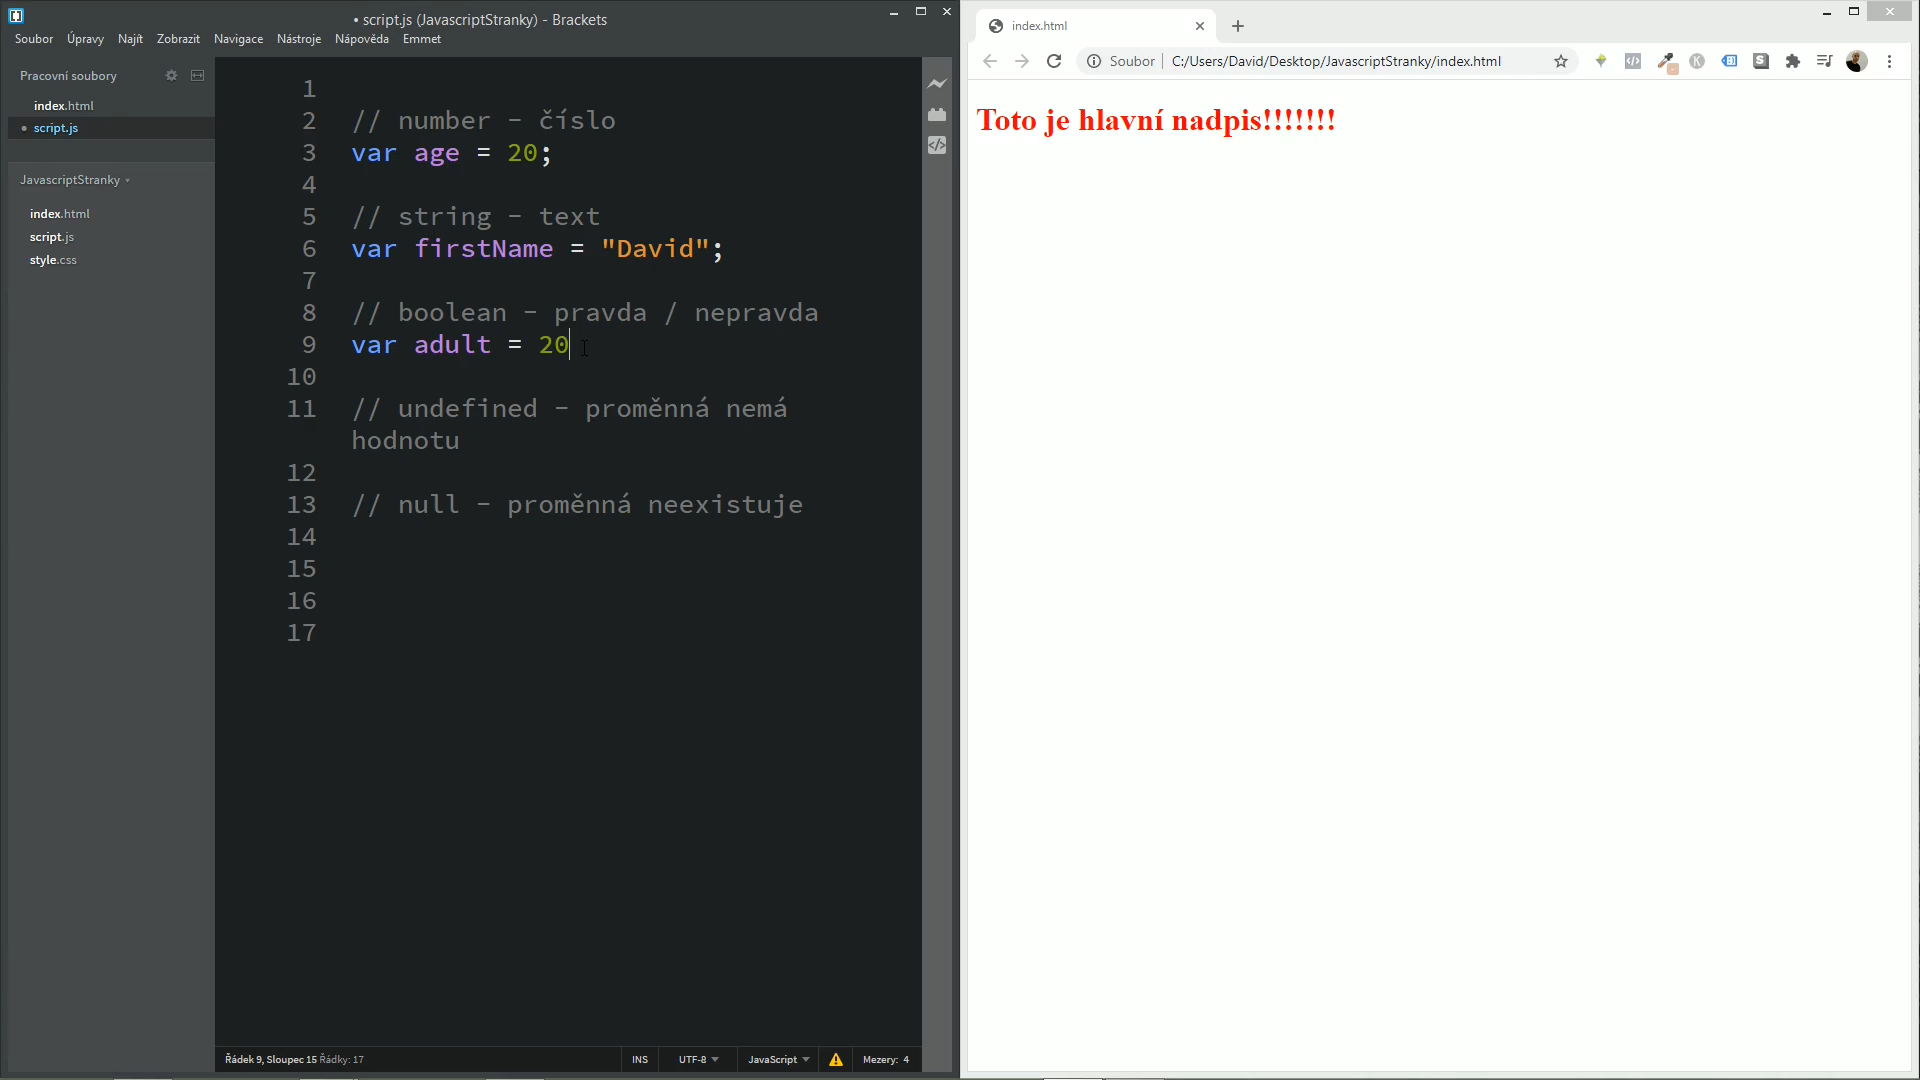 • script.js (JavascriptStranky) - Brackets
Soubor Úpravy Najít Zobrazit Navigace Nástroje Nápověda Emmet
Pracovní soubory
index.html
• script.js
JavascriptStranky
index.html
script.js
style.css
1
2 // number - číslo
3 var age = 20;
4
5 // string - text
6 var firstName = "David";
7
8 // boolean - pravda / nepravda
9 var adult = 20
10
11 // undefined - proměnná nemá
hodnotu
12
13 // null - proměnná neexistuje
14
15
16
17
Řádek 9, Sloupec 15 Řádky: 17 INS UTF-8 JavaScript Mezery: 4
index.html
Soubor C:/Users/David/Desktop/JavascriptStranky/index.html
Toto je hlavní nadpis!!!!!!!